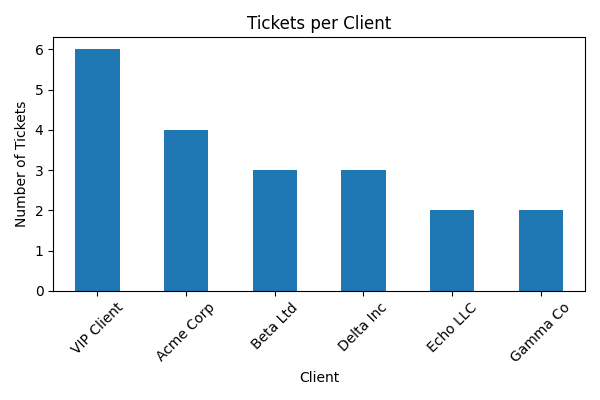 Tickets per Client
Number of Tickets
6
5
4
3
2
1
0
VIP Client
Acme Corp
Beta Ltd
Delta Inc
Echo LLC
Gamma Co
Client